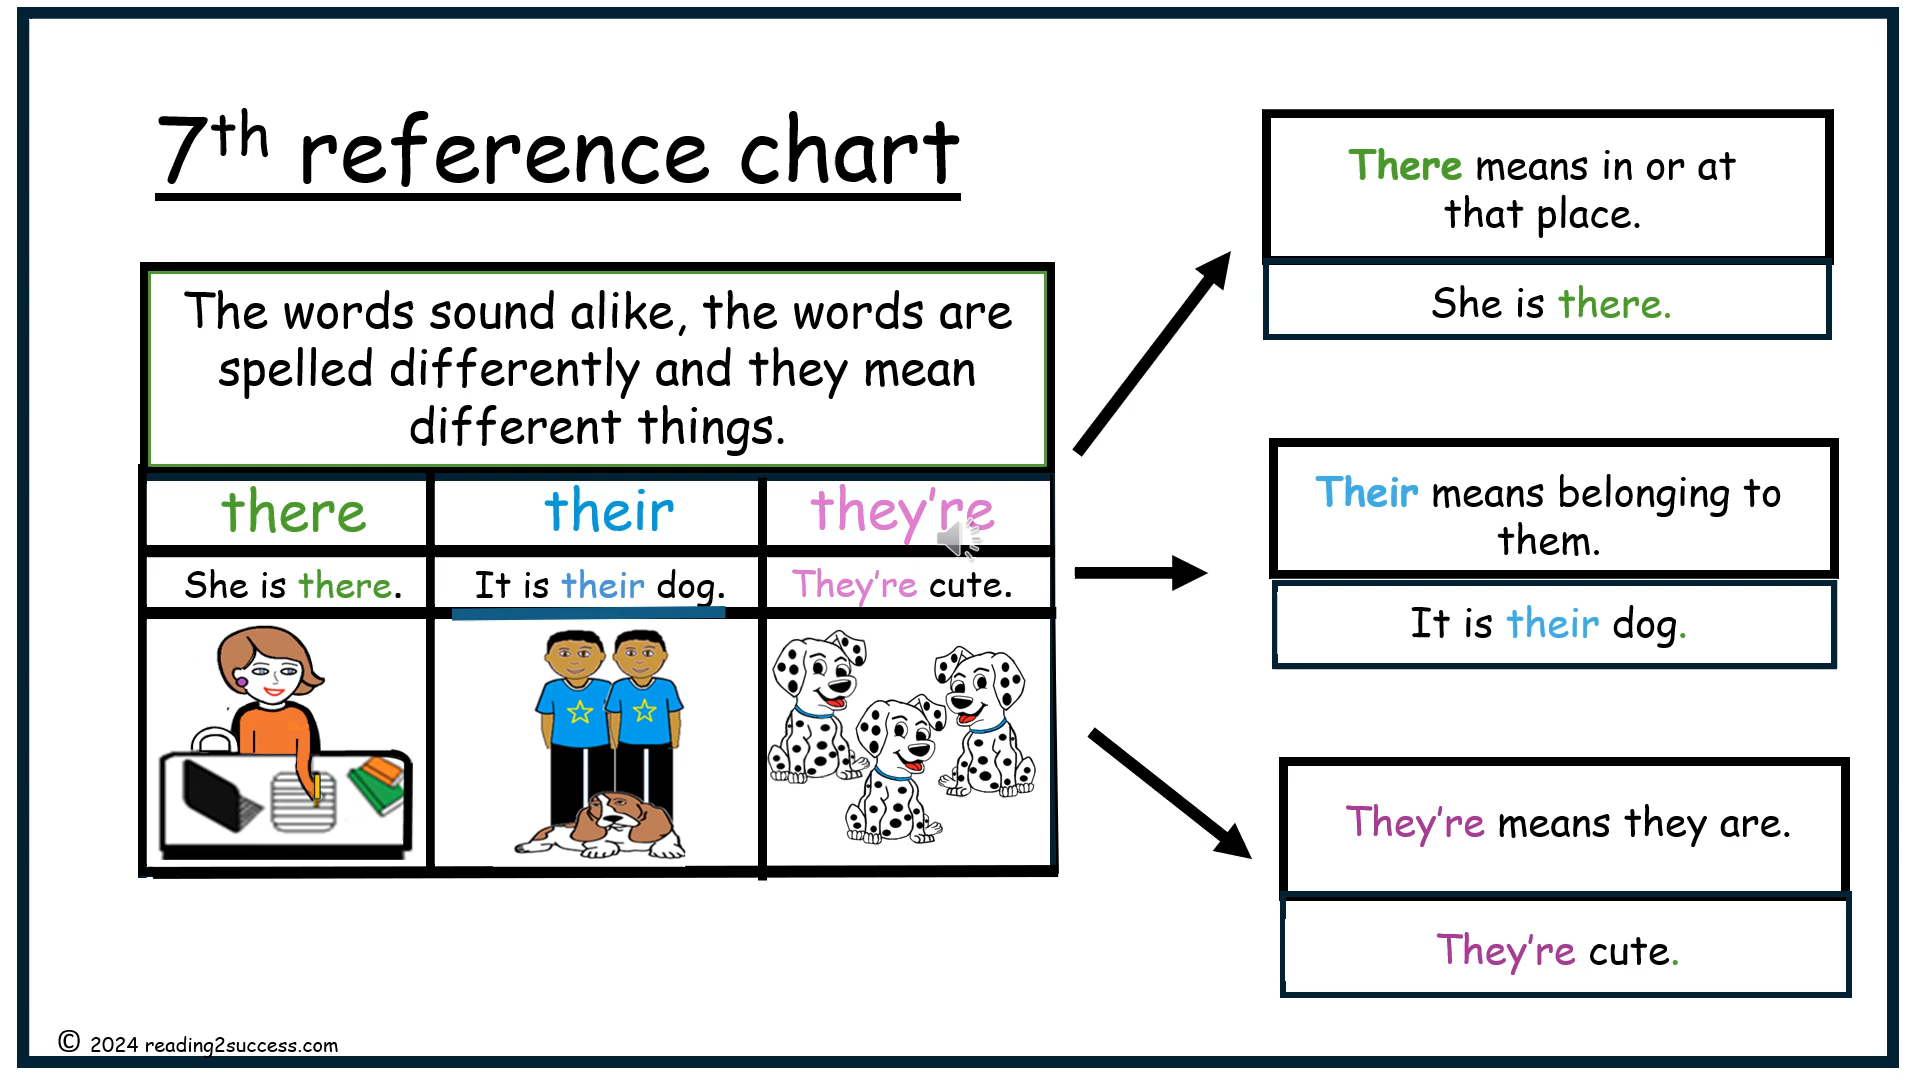 7th reference chart
The words sound alike, the words are
spelled differently and they mean
different things.
there their they’re
She is there. It is their dog. They’re cute.
There means in or at
that place.
She is there.
Their means belonging to
them.
It is their dog.
They’re means they are.
They’re cute.
© 2024 reading2success.com